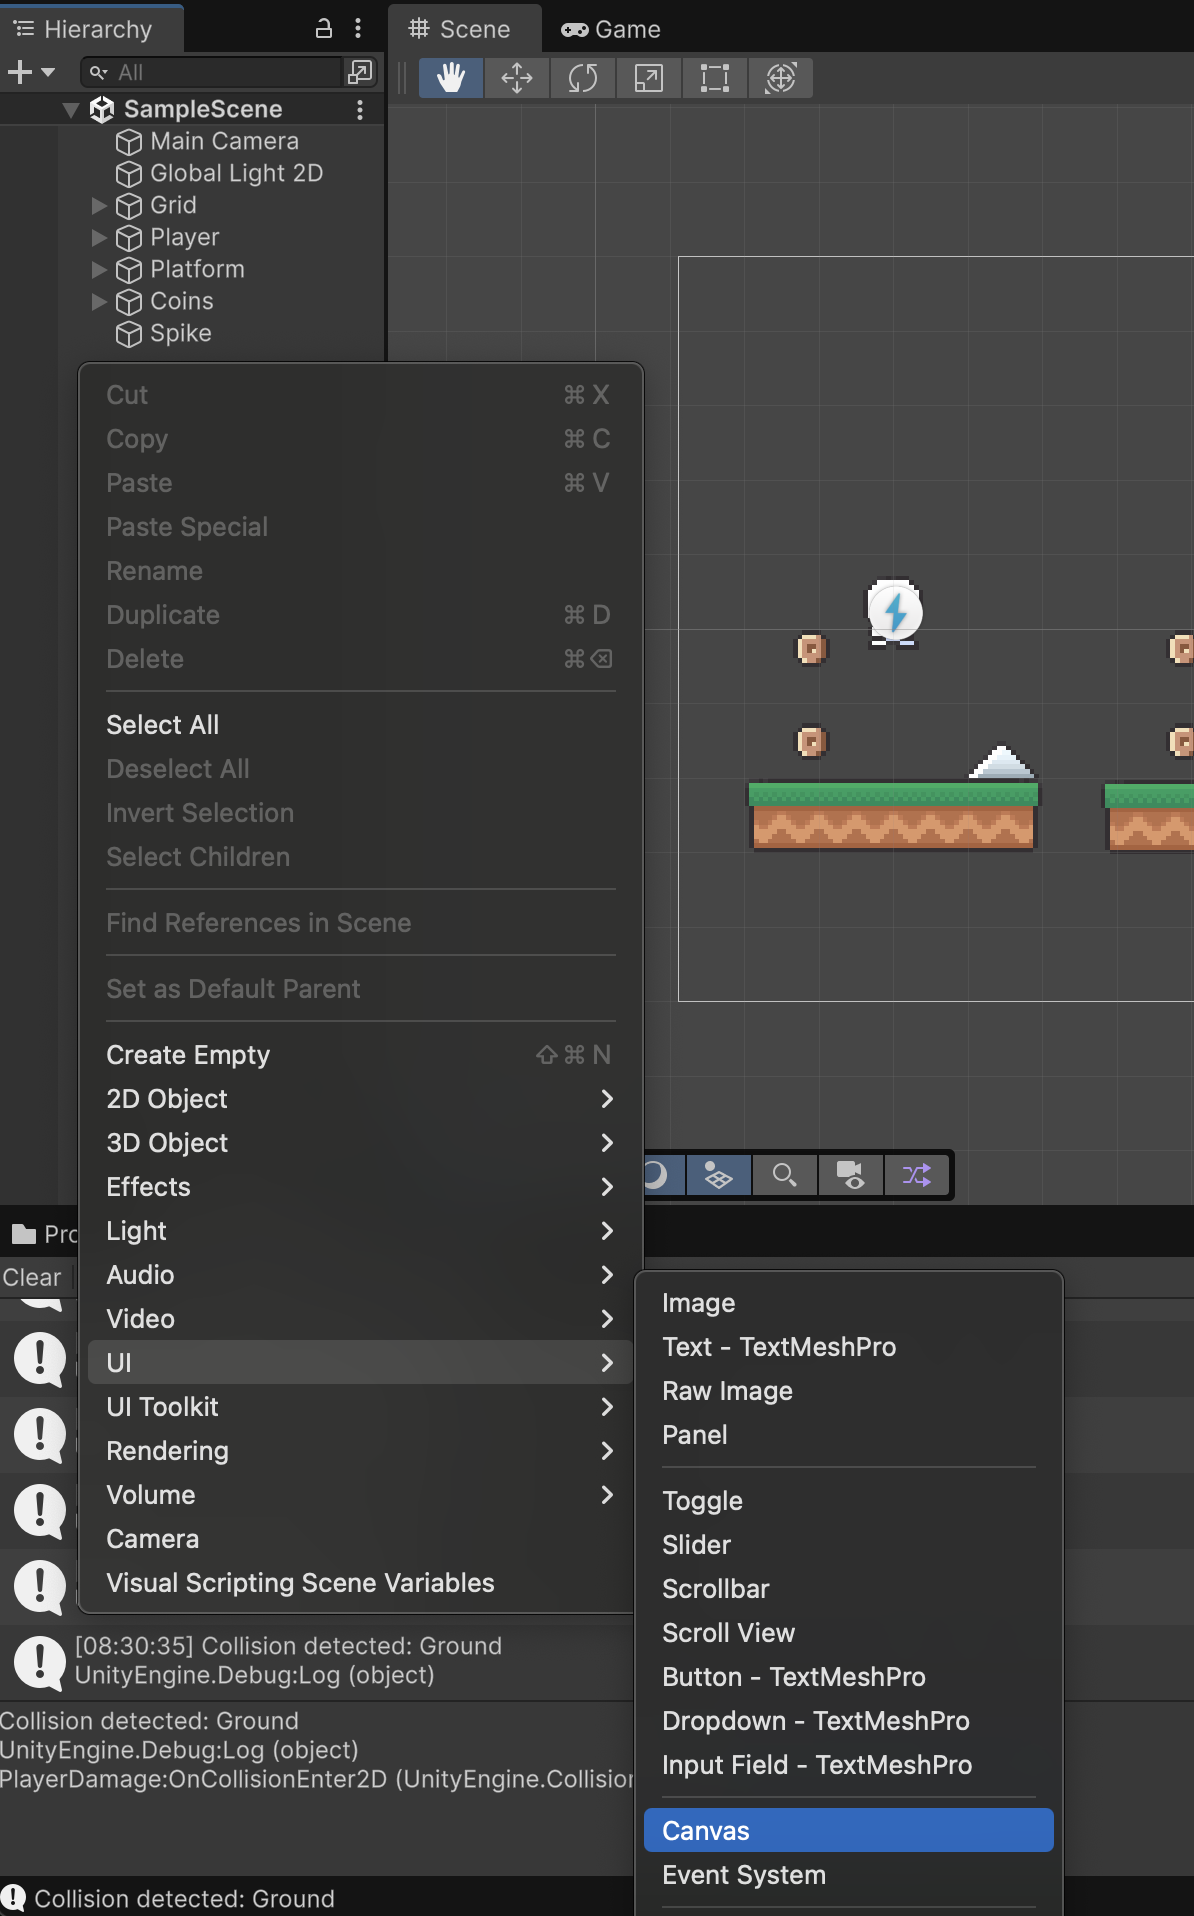 Hierarchy
Scene
Game
All
SampleScene
Main Camera
Global Light 2D
Grid
Player
Platform
Coins
Spike
Cut ⌘ X
Copy ⌘ C
Paste ⌘ V
Paste Special
Rename
Duplicate ⌘ D
Delete ⌘⌫
Select All
Deselect All
Invert Selection
Select Children
Find References in Scene
Set as Default Parent
Create Empty ⇧ ⌘ N
2D Object
3D Object
Effects
Light
Audio
Video
UI
UI Toolkit
Rendering
Volume
Camera
Visual Scripting Scene Variables
Image
Text - TextMeshPro
Raw Image
Panel
Toggle
Slider
Scrollbar
Scroll View
Button - TextMeshPro
Dropdown - TextMeshPro
Input Field - TextMeshPro
Canvas
Event System
Pro
Clear
[08:30:35] Collision detected: Ground
UnityEngine.Debug:Log (object)
Collision detected: Ground
UnityEngine.Debug:Log (object)
PlayerDamage:OnCollisionEnter2D (UnityEngine.Collision
Collision detected: Ground